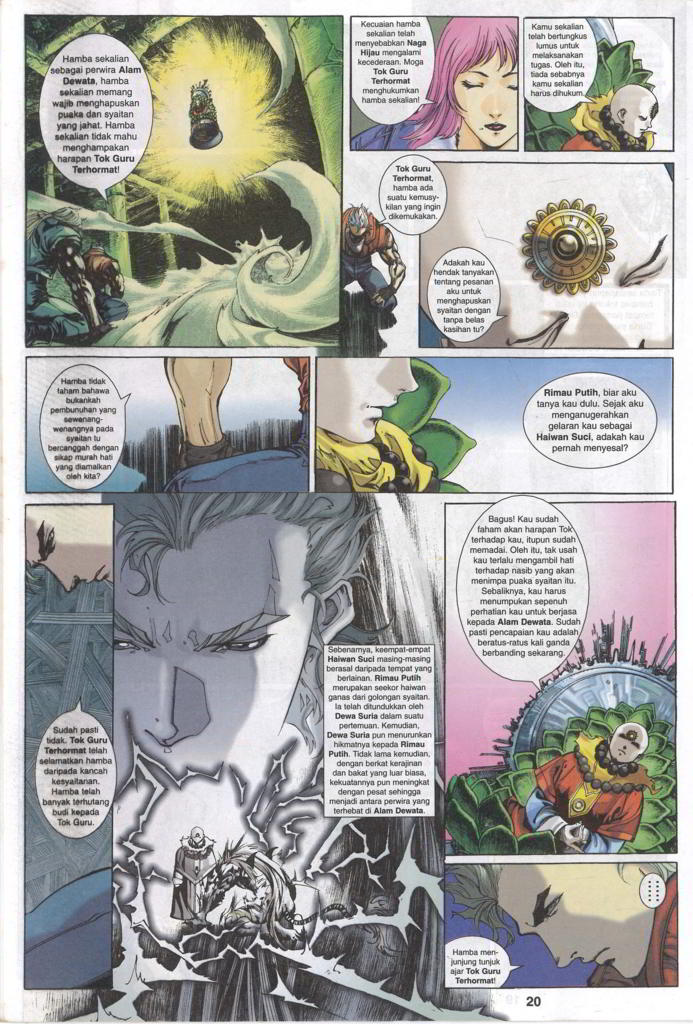 Hamba sekalian
sebagai perwira Alam
Dewata, hamba
sekalian memang
wajib menghapuskan
puaka dan syaitan
yang jahat. Hamba
sekalian tidak mahu
menghampakan
harapan Tok Guru
Terhormat!
Kecuaian hamba
sekalian telah
menyebabkan Naga
Hijau mengalami
kecederaan. Moga
Tok Guru
Terhormat
menghukumkan
hamba sekalian!
Kamu sekalian
telah bertungkus
lumus untuk
melaksanakan
tugas. Oleh itu,
tiada sebabnya
kamu sekalian
harus dihukum.
Tok Guru
Terhormat,
hamba ada
suatu kemusy-
kilan yang ingin
dikemukakan.
Adakah kau
hendak tanyakan
tentang pesanan
aku untuk
menghapuskan
syaitan dengan
tanpa belas
kasihan tu?
Hamba tidak
faham bahawa
bukankah
pembunuhan yang
sewenang-
wenangnya pada
syaitan tu
bercanggah dengan
sikap murah hati
yang diamalkan
oleh kita?
Rimau Putih, biar aku
tanya kau dulu. Sejak aku
menganugerahkan
gelaran kau sebagai
Haiwan Suci, adakah kau
pernah menyesal?
Sudah pasti
tidak. Tok Guru
Terhormat telah
selamatkan hamba
daripada kancah
kesyaitanan.
Hamba telah
banyak terhutang
budi kepada
Tok Guru.
Sebenarnya, keempat-empat
Haiwan Suci masing-masing
berasal daripada tempat yang
berlainan. Rimau Putih
merupakan seekor haiwan
ganas dari golongan syaitan.
Ia telah ditundukkan oleh
Dewa Suria dalam suatu
pertemuan. Kemudian,
Dewa Suria pun menurunkan
hikmatnya kepada Rimau
Putih. Tidak lama kemudian,
dengan berkat kerajinan
dan bakat yang luar biasa,
kekuatannya pun meningkat
dengan pesat sehingga
menjadi antara perwira yang
terhebat di Alam Dewata.
Bagus! Kau sudah
faham akan harapan Tok
terhadap kau, itupun sudah
memadai. Oleh itu, tak usah
kau terlalu mengambil hati
terhadap nasib yang akan
menimpa puaka syaitan itu.
Sebaliknya, kau harus
menumpukan sepenuh
perhatian kau untuk berjasa
kepada Alam Dewata. Sudah
pasti pencapaian kau adalah
beratus-ratus kali ganda
berbanding sekarang.
Hamba men-
junjung tunjuk
ajar Tok Guru
Terhormat!
20